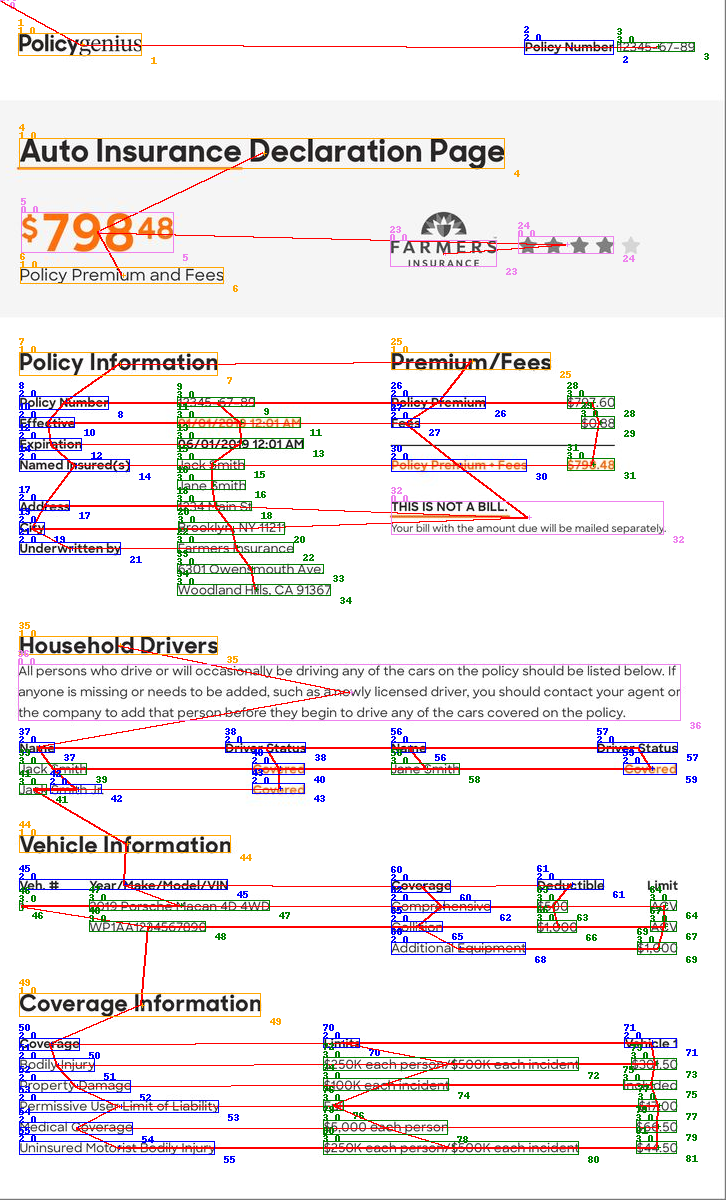 Policygenius
Policy Number 12345-67-89
Auto Insurance Declaration Page
$798.48
Policy Premium and Fees
FARMERS
INSURANCE
Policy Information
Policy Number 12345-67-89
Effective 06/01/2019 12:01 AM
Expiration 06/01/2019 12:01 AM
Named Insured(s) Jack Smith
Jane Smith
Address 1234 Main St
City Brooklyn, NY 11211
Underwritten by Farmers Insurance
6301 Owensmouth Ave.
Woodland Hills, CA 91367
Premium/Fees
Policy Premium $797.60
Fees $0.88
Policy Premium + Fees $798.48
THIS IS NOT A BILL.
Your bill with the amount due will be mailed separately.
Household Drivers
All persons who drive or will occasionally be driving any of the cars on the policy should be listed below. If
anyone is missing or needs to be added, such as a newly licensed driver, you should contact your agent or
the company to add that person before they begin to drive any of the cars covered on the policy.
Name Driver Status Name Driver Status
Jack Smith Covered Jane Smith Covered
Jack Smith Jr Covered
Vehicle Information
Veh. # Year/Make/Model/VIN Coverage Deductible Limit
1 2019 Porsche Macan 4D 4WD Comprehensive $500 ACV
Collision $1,000 ACV
Additional Equipment $1,000
Coverage Information
Coverage Limits Vehicle 1
Bodily Injury $250K each person/$500K each incident
Property Damage $100K each incident Included
Permissive User Limit of Liability
Medical Coverage $5,000 each person
Uninsured Motorist Bodily Injury $250K each person/$500K each incident $44.50